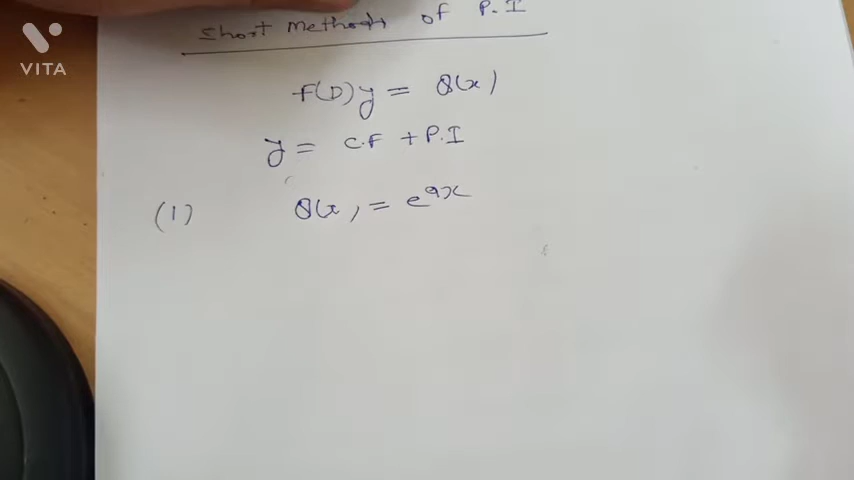 VITA
Short Methods of P.I
F(D)y = Q(x)
y = C.F + P.I
(1) Q(x) = e^{ax}